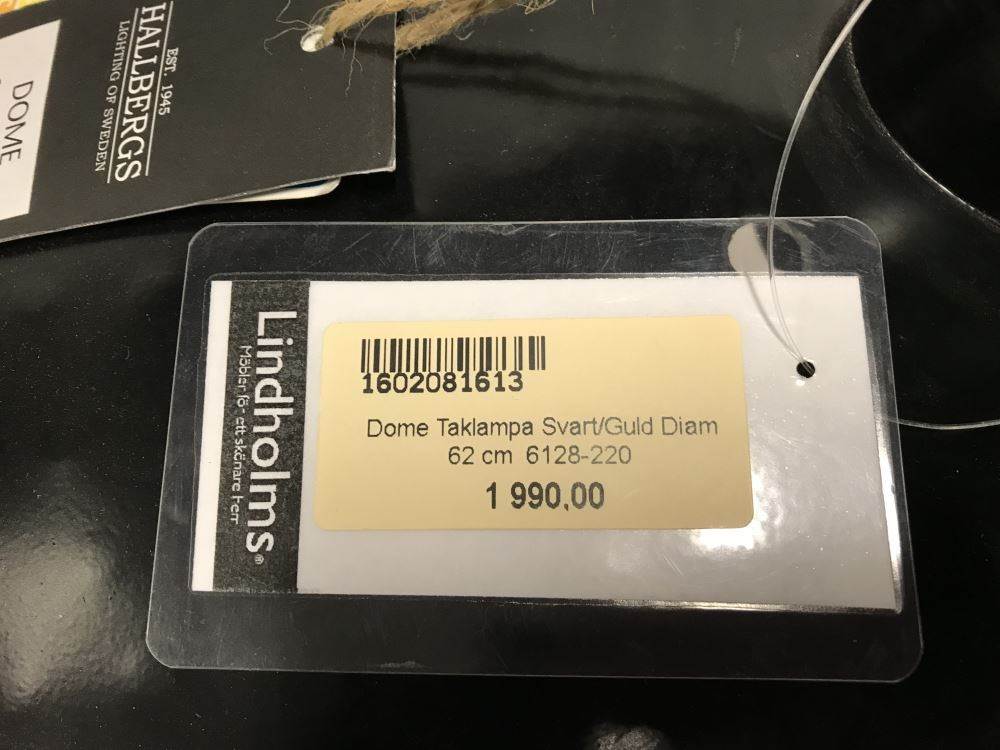 EST. 1945
HALLBERGS
LIGHTING OF SWEDEN
DOME
Lindholms®
Möbler för ett skönare hem
1602081613
Dome Taklampa Svart/Guld Diam
62 cm 6128-220
1 990,00